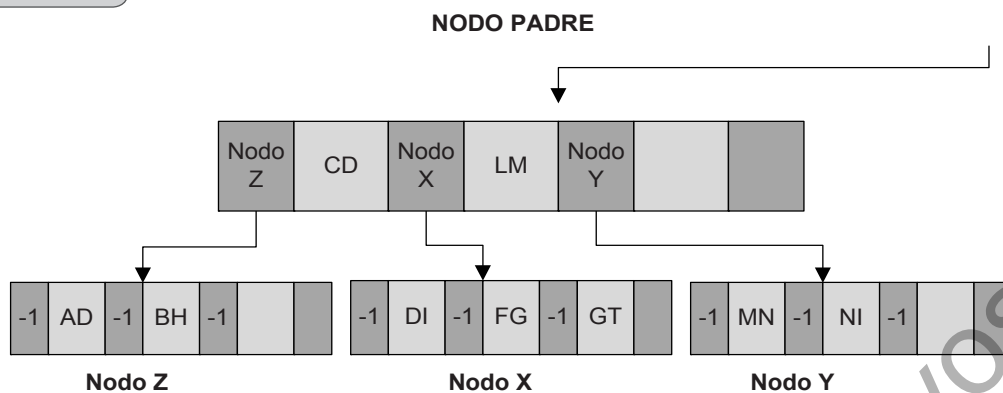 NODO PADRE
Nodo Z CD Nodo X LM Nodo Y
-1 AD -1 BH -1
-1 DI -1 FG -1 GT
-1 MN -1 NI -1
Nodo Z
Nodo X
Nodo Y